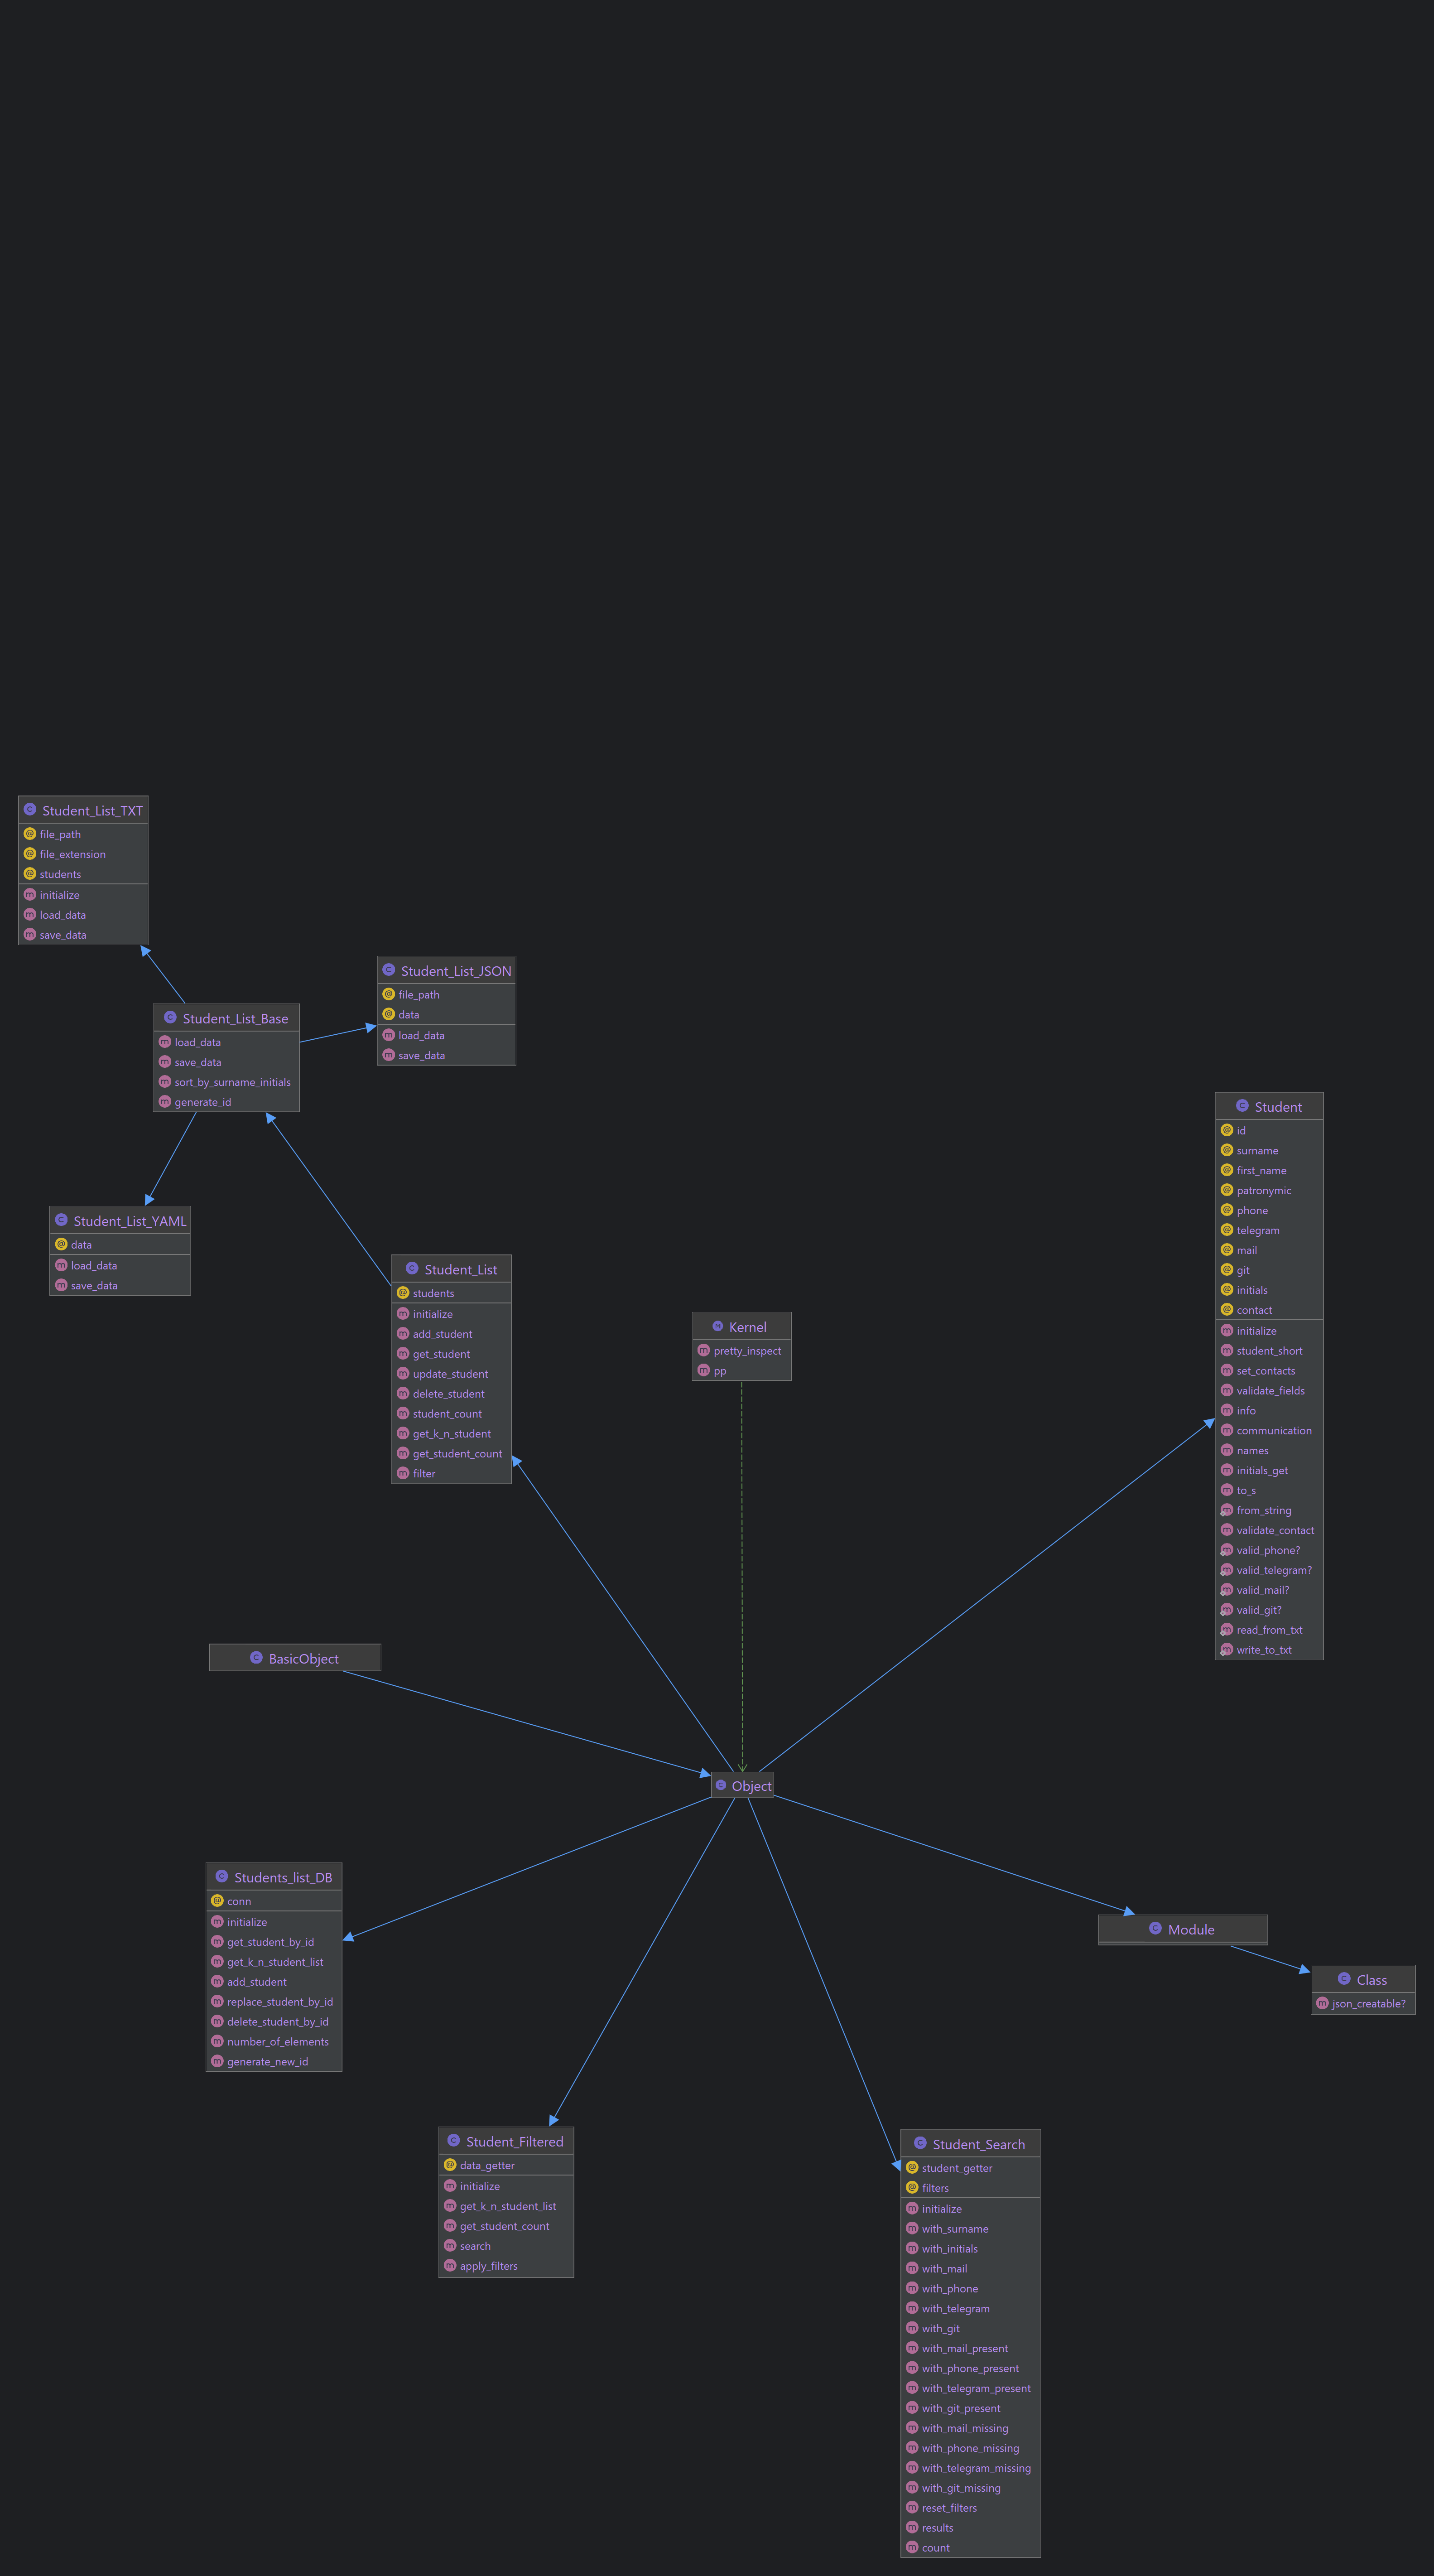 Student_List_TXT
file_path
file_extension
students
initialize
load_data
save_data
Student_List_JSON
file_path
data
load_data
save_data
Student_List_Base
load_data
save_data
sort_by_surname_initials
generate_id
Student
id
surname
first_name
patronymic
phone
telegram
mail
git
initials
contact
initialize
student_short
set_contacts
validate_fields
info
communication
names
initials_get
to_s
from_string
validate_contact
valid_phone?
valid_telegram?
valid_mail?
valid_git?
read_from_txt
write_to_txt
Student_List_YAML
data
load_data
save_data
Student_List
students
initialize
add_student
get_student
update_student
delete_student
student_count
get_k_n_student
get_student_count
filter
Kernel
pretty_inspect
pp
BasicObject
Object
Students_list_DB
conn
initialize
get_student_by_id
get_k_n_student_list
add_student
replace_student_by_id
delete_student_by_id
number_of_elements
generate_new_id
Module
Class
json_creatable?
Student_Filtered
data_getter
initialize
get_k_n_student_list
get_student_count
search
apply_filters
Student_Search
student_getter
filters
initialize
with_surname
with_initials
with_mail
with_phone
with_telegram
with_git
with_mail_present
with_phone_present
with_telegram_present
with_git_present
with_mail_missing
with_phone_missing
with_telegram_missing
with_git_missing
reset_filters
results
count